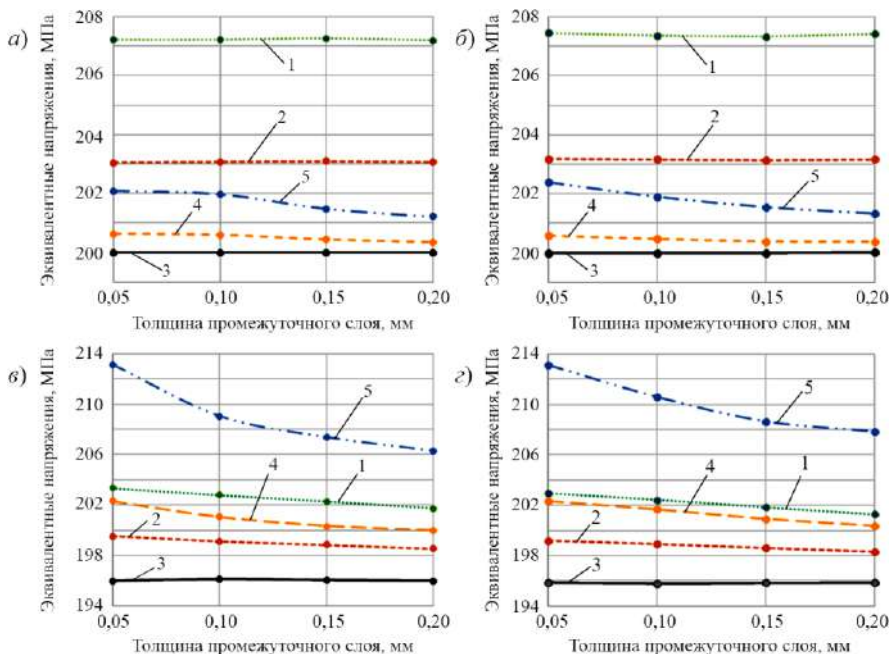 а)
Эквивалентные напряжения, МПа
208
206
204
202
200
1
2
5
4
3
0,05 0,10 0,15 0,20
Толщина промежуточного слоя, мм
б)
Эквивалентные напряжения, МПа
208
206
204
202
200
1
2
5
4
3
0,05 0,10 0,15 0,20
Толщина промежуточного слоя, мм
в)
Эквивалентные напряжения, МПа
214
210
206
202
198
194
5
4
1
2
3
0,05 0,10 0,15 0,20
Толщина промежуточного слоя, мм
г)
Эквивалентные напряжения, МПа
214
210
206
202
198
194
5
4
1
2
3
0,05 0,10 0,15 0,20
Толщина промежуточного слоя, мм